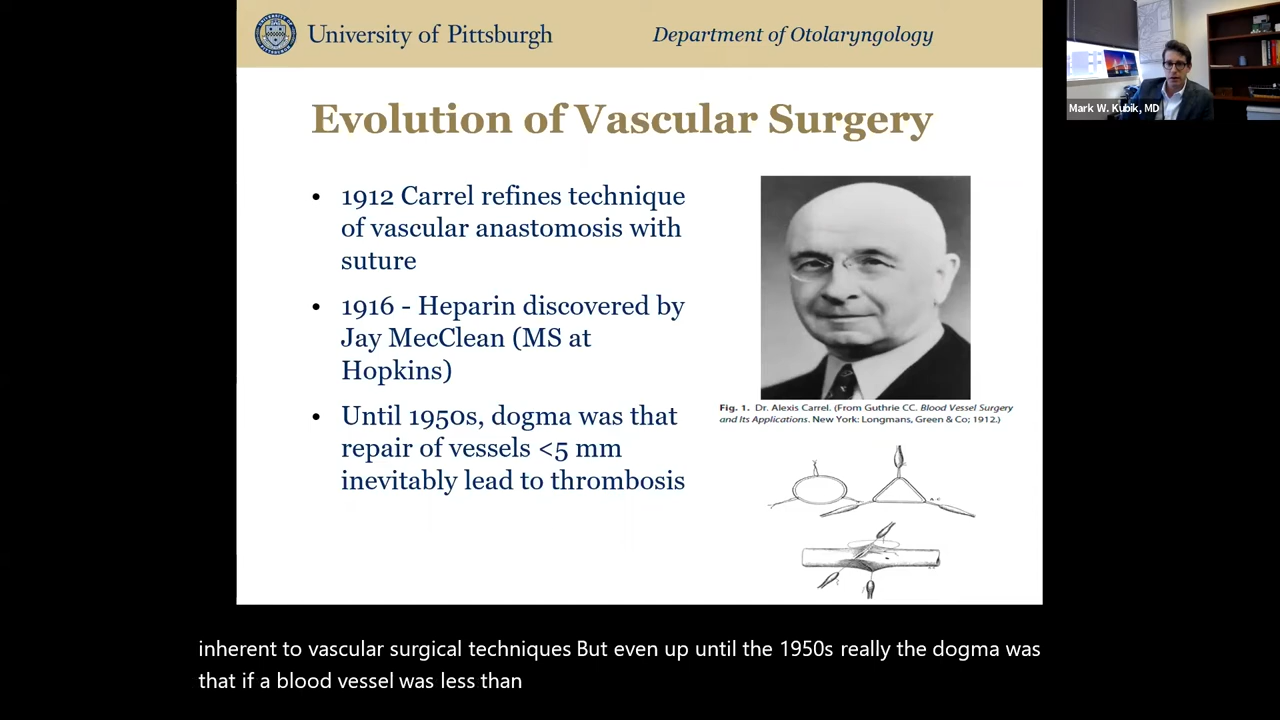 University of Pittsburgh
Department of Otolaryngology
Mark W. Kubik, MD
Evolution of Vascular Surgery
• 1912 Carrel refines technique
of vascular anastomosis with
suture
• 1916 - Heparin discovered by
Jay MecClean (MS at
Hopkins)
• Until 1950s, dogma was that
repair of vessels <5 mm
inevitably lead to thrombosis
Fig. 1. Dr. Alexis Carrel. (From Guthrie CC. Blood Vessel Surgery
and Its Applications. New York: Longmans, Green & Co; 1912.)
inherent to vascular surgical techniques But even up until the 1950s really the dogma was
that if a blood vessel was less than